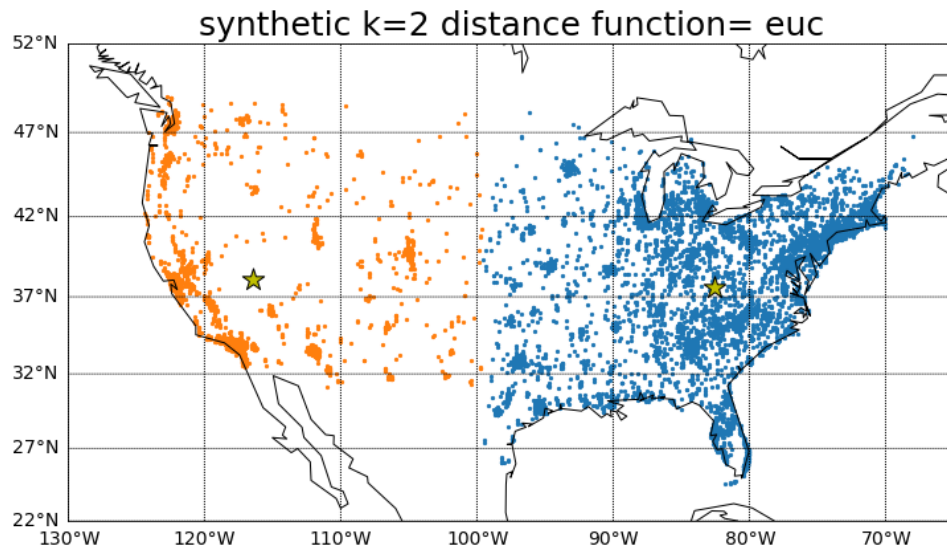 synthetic k=2 distance function= euc
52°N
47°N
42°N
37°N
32°N
27°N
22°N
130°W 120°W 110°W 100°W 90°W 80°W 70°W